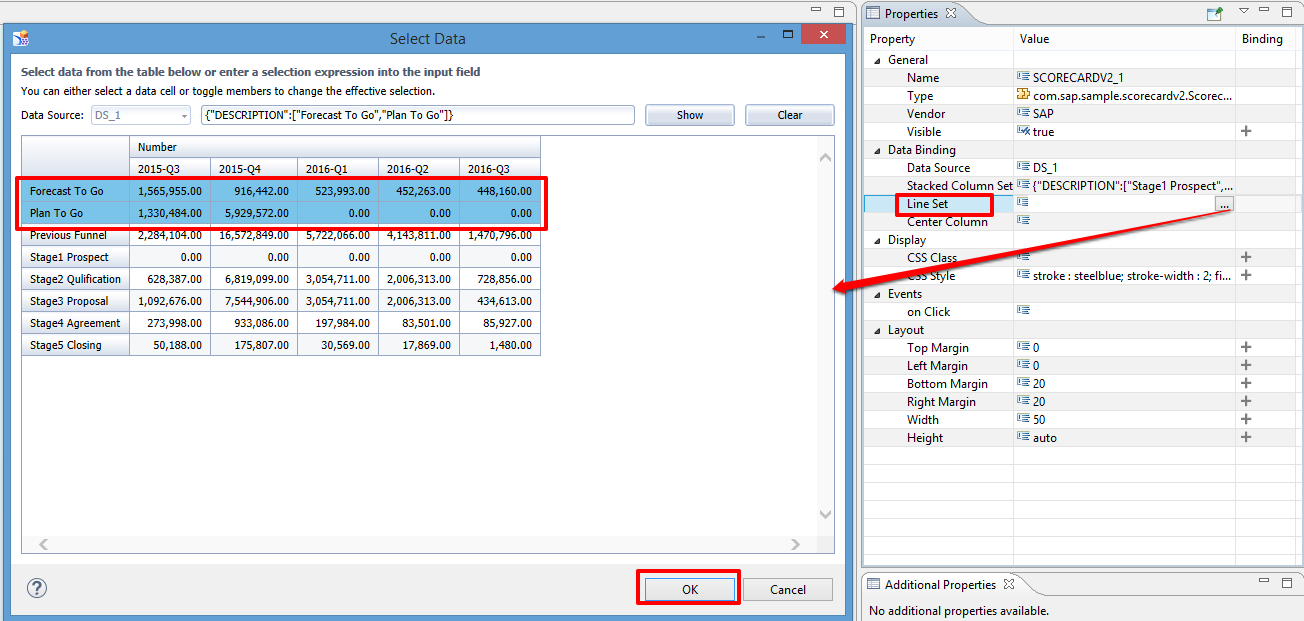 Select Data
Select data from the table below or enter a selection expression into the input field
You can either select a data cell or toggle members to change the effective selection.
Data Source: DS_1 {"DESCRIPTION":["Forecast To Go","Plan To Go"]} Show Clear
Number
2015-Q3 2015-Q4 2016-Q1 2016-Q2 2016-Q3
Forecast To Go 1,565,955.00 916,442.00 523,993.00 452,263.00 448,160.00
Plan To Go 1,330,484.00 5,929,572.00 0.00 0.00 0.00
Previous Funnel 2,284,104.00 16,572,849.00 5,722,066.00 4,143,811.00 1,470,796.00
Stage1 Prospect 0.00 0.00 0.00 0.00 0.00
Stage2 Qulification 628,387.00 6,819,099.00 3,054,711.00 2,006,313.00 728,856.00
Stage3 Proposal 1,092,676.00 7,544,906.00 3,054,711.00 2,006,313.00 434,613.00
Stage4 Agreement 273,998.00 933,086.00 197,984.00 83,501.00 85,927.00
Stage5 Closing 50,188.00 175,807.00 30,569.00 17,869.00 1,480.00
OK Cancel
Properties
Property Value Binding
General
Name SCORECARDV2_1
Type com.sap.sample.scorecardv2.Scorec...
Vendor SAP
Visible true
Data Binding
Data Source DS_1
Stacked Column Set {"DESCRIPTION":["Stage1 Prospect",...
Line Set ...
Center Column
Display
CSS Class
CSS Style stroke : steelblue; stroke-width : 2; fi...
Events
on Click
Layout
Top Margin 0
Left Margin 0
Bottom Margin 20
Right Margin 20
Width 50
Height auto
Additional Properties
No additional properties available.